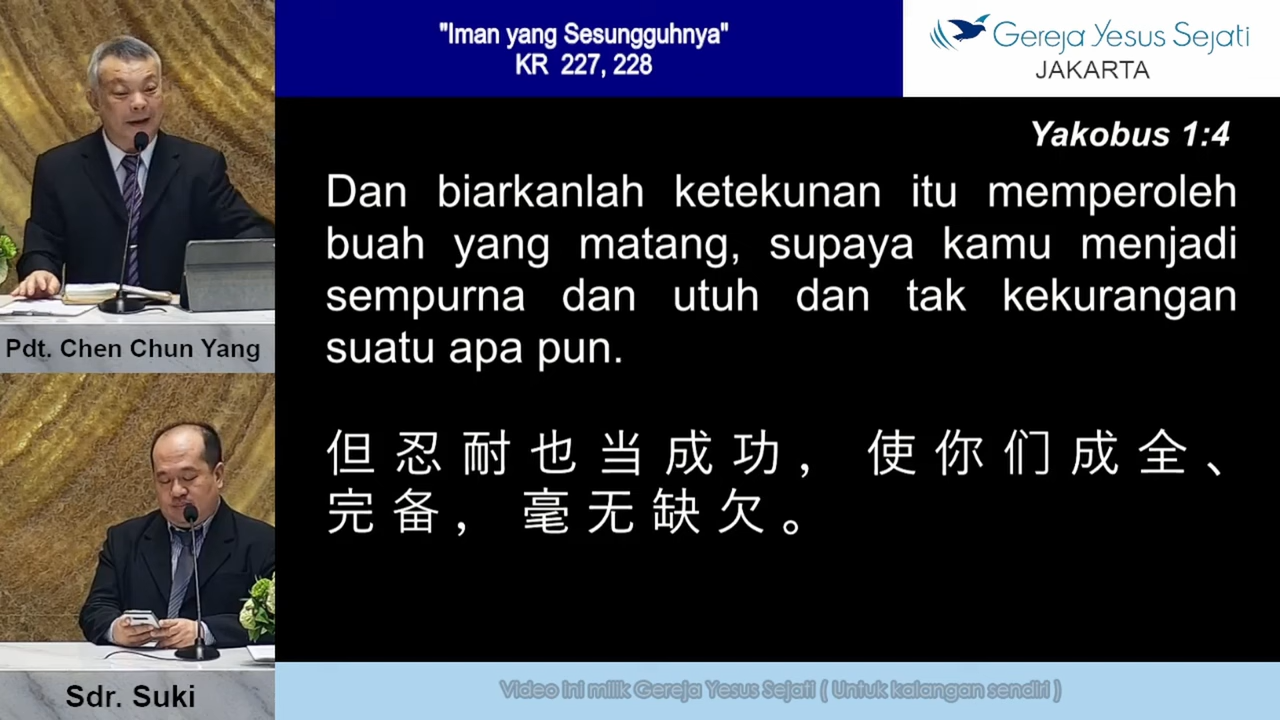 "Iman yang Sesungguhnya"
KR 227, 228
Gereja Yesus Sejati
JAKARTA
Yakobus 1:4
Dan biarkanlah ketekunan itu memperoleh
buah yang matang, supaya kamu menjadi
sempurna dan utuh dan tak kekurangan
suatu apa pun.
但忍耐也当成功，使你们成全、
完备，毫无缺欠。
Pdt. Chen Chun Yang
Sdr. Suki
Video ini milik Gereja Yesus Sejati ( Untuk kalangan sendiri )